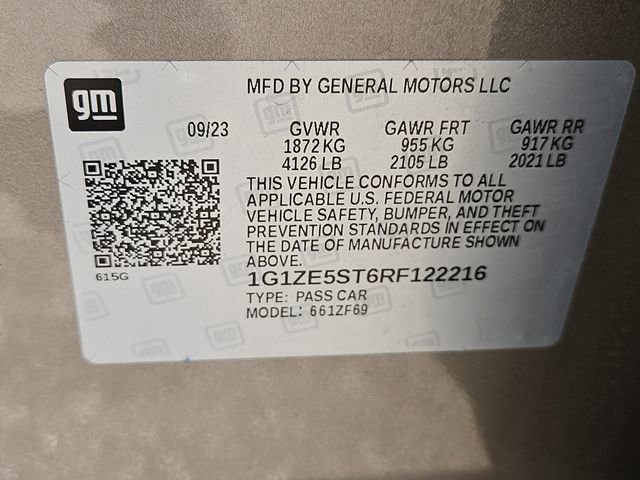 gm
MFD BY GENERAL MOTORS LLC
09/23 GVWR GAWR FRT GAWR RR
1872 KG 955 KG 917 KG
4126 LB 2105 LB 2021 LB
THIS VEHICLE CONFORMS TO ALL
APPLICABLE U.S. FEDERAL MOTOR
VEHICLE SAFETY, BUMPER, AND THEFT
PREVENTION STANDARDS IN EFFECT ON
THE DATE OF MANUFACTURE SHOWN
ABOVE.
615G
1G1ZE5ST6RF122216
TYPE: PASS CAR
MODEL: 661ZF69